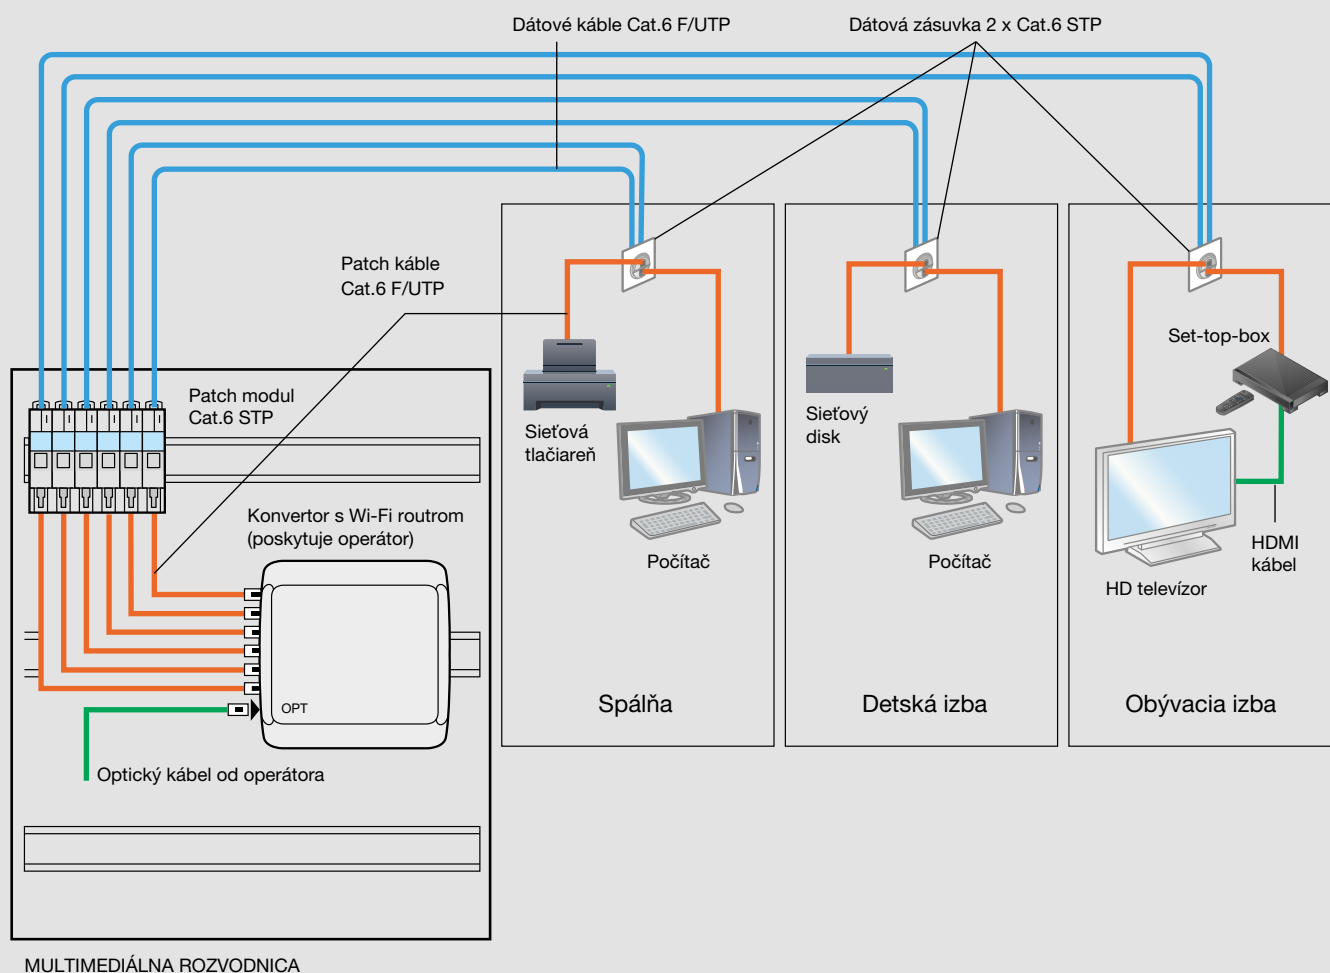 Dátové káble Cat.6 F/UTP
Dátová zásuvka 2 x Cat.6 STP
Patch káble
Cat.6 F/UTP
Set-top-box
Patch modul
Cat.6 STP
Sieťová
tlačiareň
Sieťový
disk
Konvertor s Wi-Fi routrom
(poskytuje operátor)
Počítač
Počítač
HDMI
kábel
HD televízor
Spálňa
Detská izba
Obývacia izba
OPT
Optický kábel od operátora
MULTIMEDIÁLNA ROZVODNICA